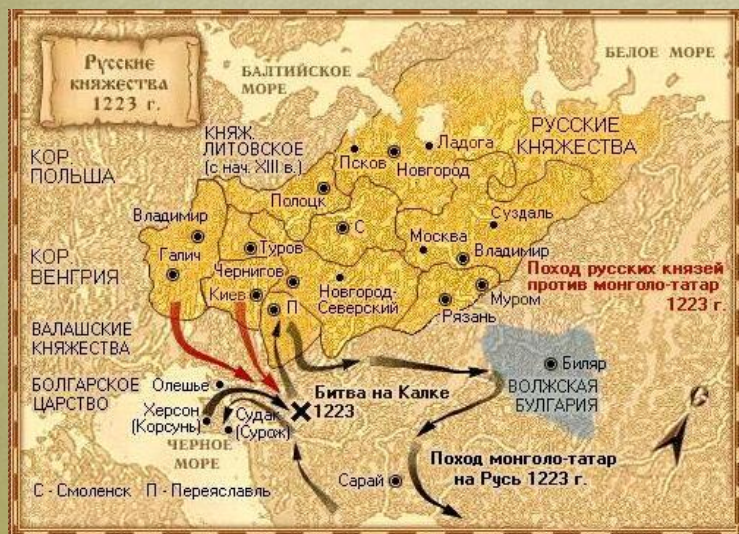 Русские
княжества
1223 г.
БЕЛОЕ МОРЕ
БАЛТИЙСКОЕ
МОРЕ
КНЯЖ.
ЛИТОВСКОЕ
(с нач. XIII в.)
РУССКИЕ
КНЯЖЕСТВА
КОР.
ПОЛЬША
Псков
Ладога
Новгород
Полоцк
Владимир
С
Суздаль
КОР.
ВЕНГРИЯ
Галич
Туров
Москва
Владимир
Чернигов
Киев
П
Новгород-
Северский
Муром
Рязань
Поход русских князей
против монголо-татар
1223 г.
ВАЛАШСКИЕ
КНЯЖЕСТВА
БОЛГАРСКОЕ
ЦАРСТВО
Олешье
Херсон
(Корсунь)
Судак
(Сурож)
Битва на Калке
1223
Биляр
ВОЛЖСКАЯ
БУЛГАРИЯ
ЧЕРНОЕ
МОРЕ
Сарай
Поход монголо-татар
на Русь 1223 г.
С - Смоленск П - Переяславль